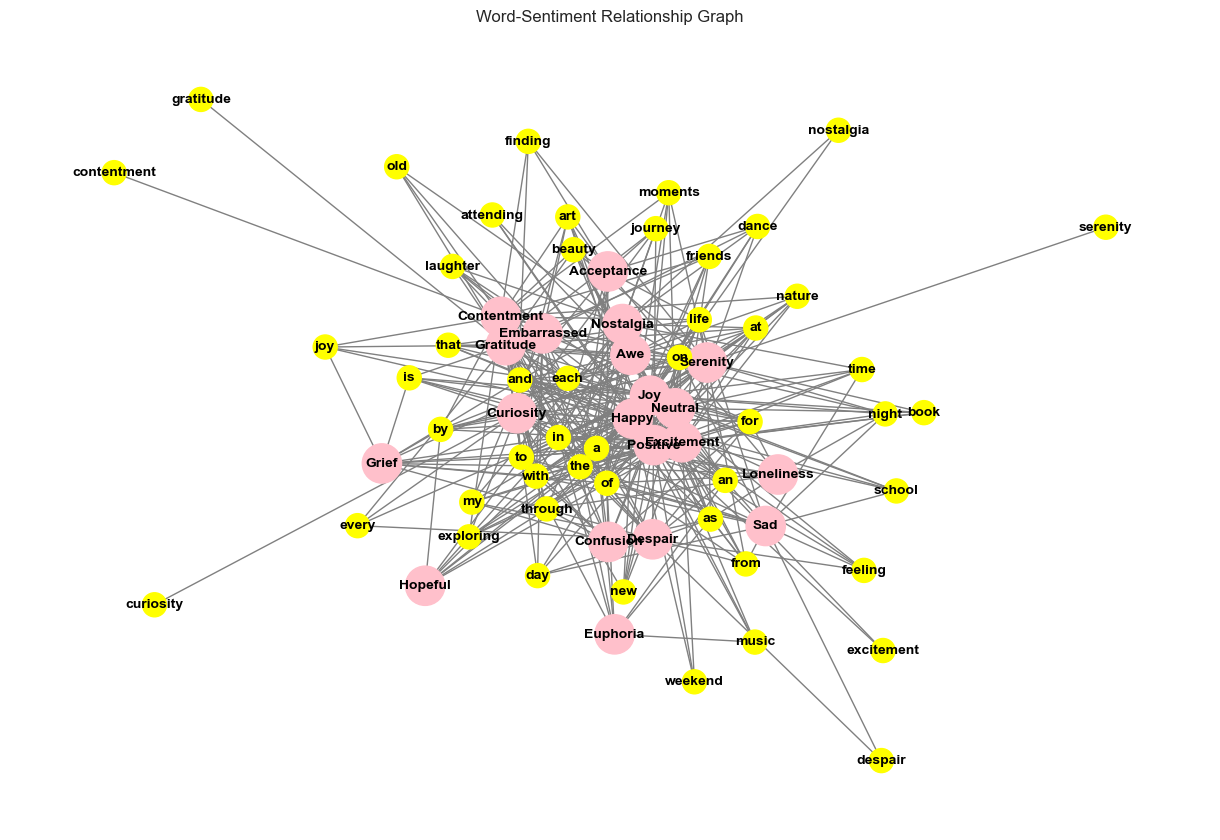 Word-Sentiment Relationship Graph
gratitude
nostalgia
finding
old
contentment
moments
attending
art
dance
serenity
journey
beauty
friends
laughter
Acceptance
nature
Contentment
life
Nostalgia
at
Embarrassed
that
Gratitude
joy
Awe
on
Serenity
time
is
and
each
Joy
Neutral
book
night
Curiosity
Happy
for
by
in
Excitement
Positive
a
to
Grief
the
with
Loneliness
an
of
school
my
through
as
every
Sad
exploring
Confusion
Despair
from
feeling
day
Hopeful
new
curiosity
Euphoria
music
excitement
weekend
despair